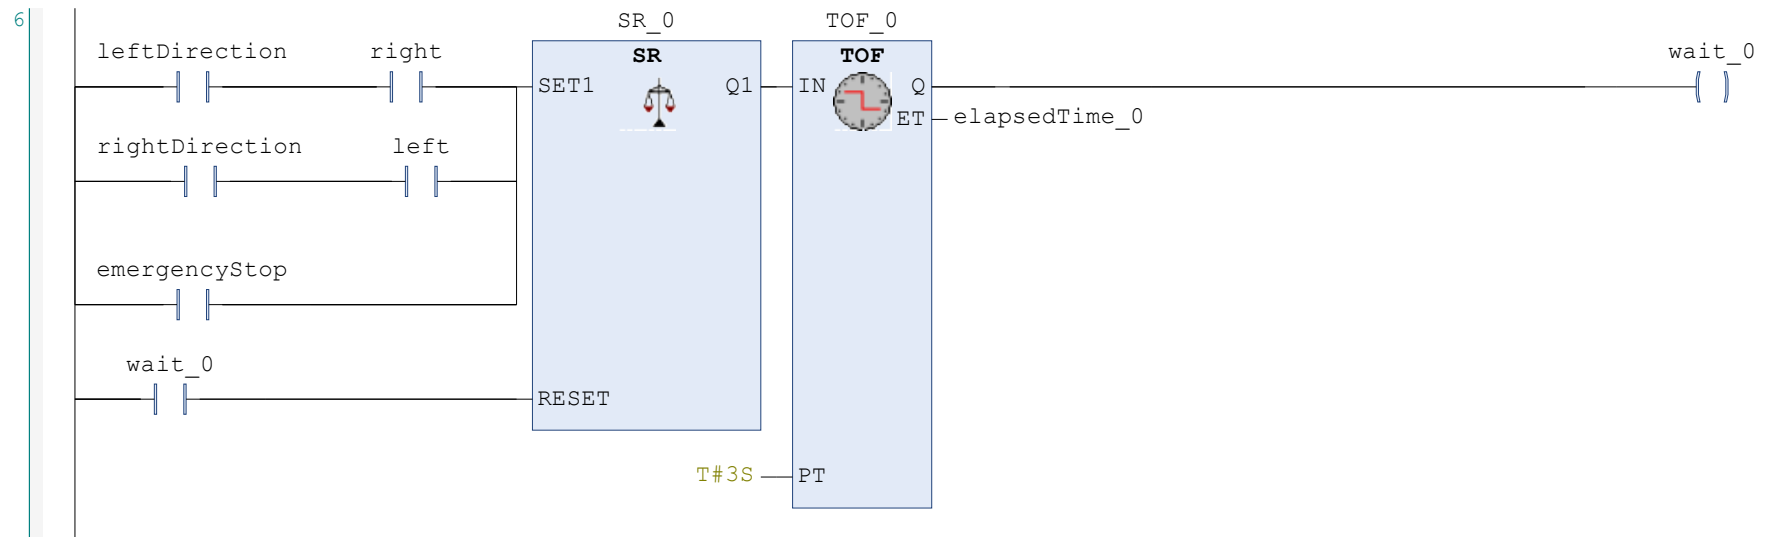 6
SR_0
TOF_0
leftDirection
right
SR
TOF
wait_0
SET1
Q1
IN
Q
ET
elapsedTime_0
rightDirection
left
emergencyStop
wait_0
RESET
T#3S
PT